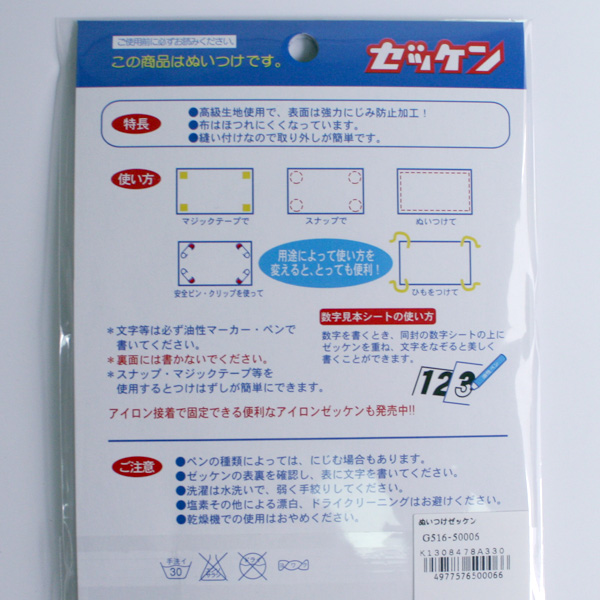 ご使用前に必ずお読みください。
この商品はぬいつけです。
ゼッケン
特長
●高級生地使用で、表面は強力にじみ防止加工！
●布はほつれにくくなっています。
●縫い付けなので取り外しが簡単です。
使い方
マジックテープで
スナップで
ぬいつけて
安全ピン・クリップを使って
用途によって使い方を
変えると、とっても便利！
ひもをつけて
＊文字等は必ず油性マーカー・ペンで
書いてください。
＊裏面には書かないでください。
＊スナップ・マジックテープ等を
使用するとつけはずしが簡単にできます。
数字見本シートの使い方
数字を書くとき、同封の数字シートの上に
ゼッケンを重ね、文字をなぞると美しく
書くことができます。
123
アイロン接着で固定できる便利なアイロンゼッケンも発売中!!
ご注意
●ペンの種類によっては、にじむ場合もあります。
●ゼッケンの表裏を確認し、表に文字を書いてください。
●洗濯は水洗いで、弱く手絞りしてください。
●塩素その他による漂白、ドライクリーニングはお避けください。
●乾燥機での使用はおやめください。
手洗イ
30
ぬいつけゼッケン
G516-50006
K1308478A330
4977576500066